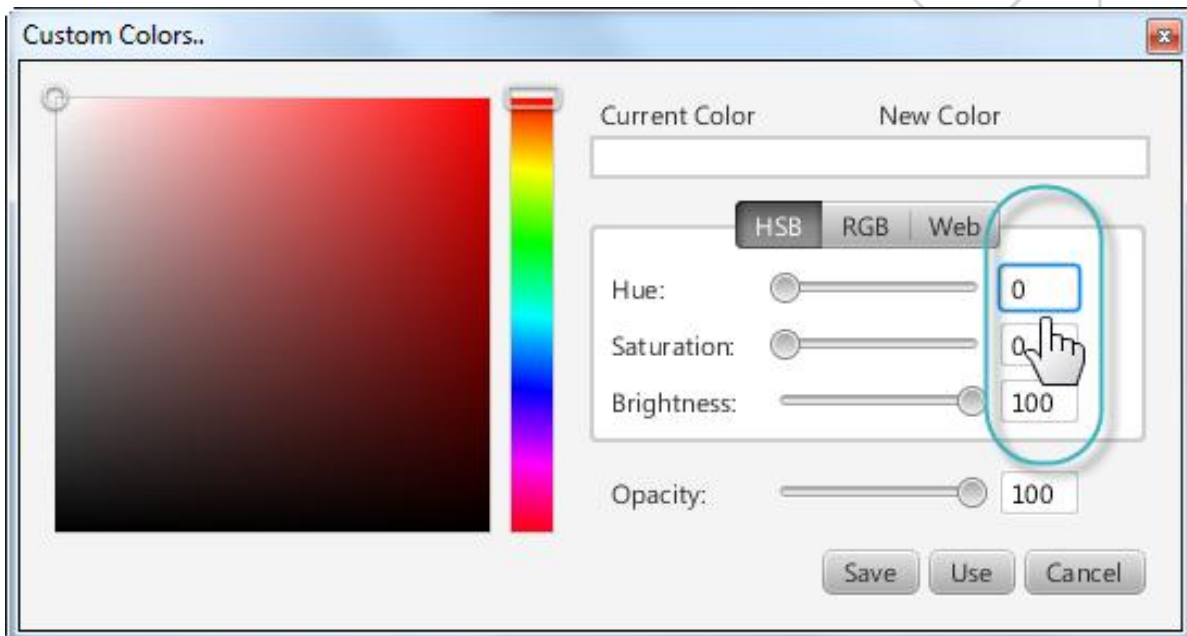 Custom Colors..
Current Color New Color
HSB RGB Web
Hue: 0
Saturation: 0
Brightness: 100
Opacity: 100
Save Use Cancel